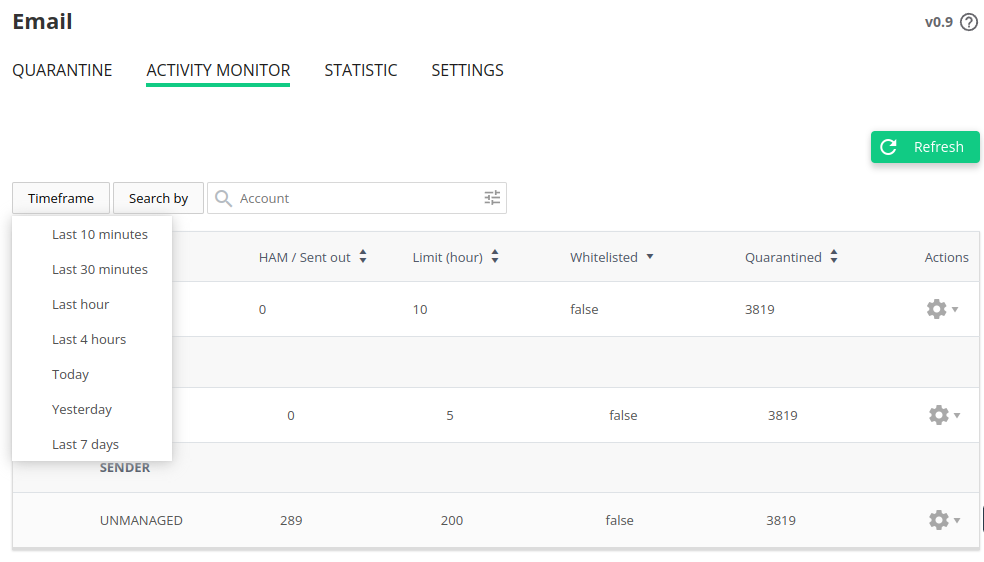 Email
v0.9
QUARANTINE ACTIVITY MONITOR STATISTIC SETTINGS
Refresh
Timeframe Search by Account
Last 10 minutes
Last 30 minutes
Last hour
Last 4 hours
Today
Yesterday
Last 7 days
HAM / Sent out Limit (hour) Whitelisted Quarantined Actions
0 10 false 3819
0 5 false 3819
SENDER
UNMANAGED 289 200 false 3819